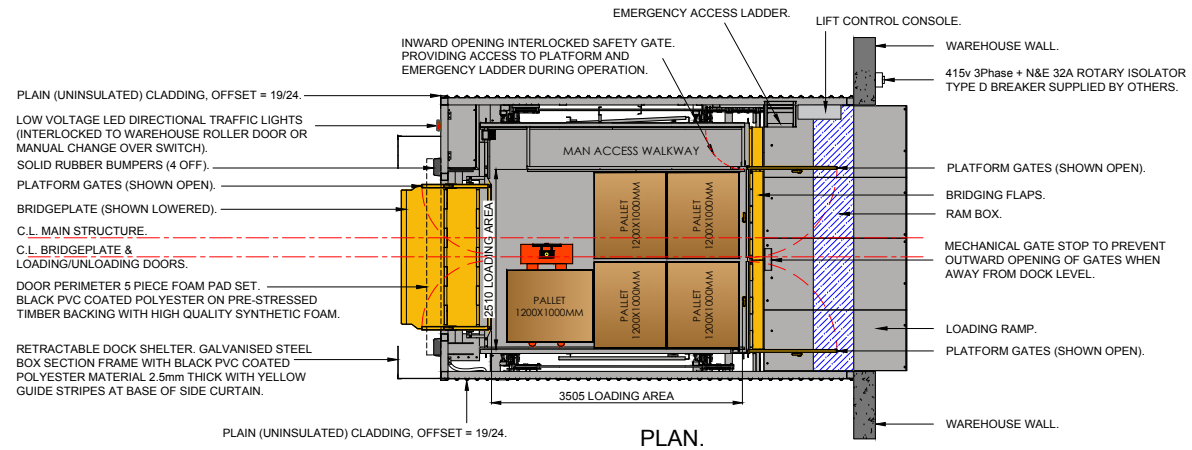 EMERGENCY ACCESS LADDER.
LIFT CONTROL CONSOLE.
INWARD OPENING INTERLOCKED SAFETY GATE.
PROVIDING ACCESS TO PLATFORM AND
EMERGENCY LADDER DURING OPERATION.
WAREHOUSE WALL.
415v 3Phase + N&E 32A ROTARY ISOLATOR
TYPE D BREAKER SUPPLIED BY OTHERS.
PLAIN (UNINSULATED) CLADDING, OFFSET = 19/24.
LOW VOLTAGE LED DIRECTIONAL TRAFFIC LIGHTS
(INTERLOCKED TO WAREHOUSE ROLLER DOOR OR
MANUAL CHANGE OVER SWITCH).
SOLID RUBBER BUMPERS (4 OFF).
PLATFORM GATES (SHOWN OPEN).
BRIDGEPLATE (SHOWN LOWERED).
C.L. MAIN STRUCTURE.
C.L. BRIDGEPLATE &
LOADING/UNLOADING DOORS.
DOOR PERIMETER 5 PIECE FOAM PAD SET.
BLACK PVC COATED POLYESTER ON PRE-STRESSED
TIMBER BACKING WITH HIGH QUALITY SYNTHETIC FOAM.
RETRACTABLE DOCK SHELTER. GALVANISED STEEL
BOX SECTION FRAME WITH BLACK PVC COATED
POLYESTER MATERIAL 2.5mm THICK WITH YELLOW
GUIDE STRIPES AT BASE OF SIDE CURTAIN.
PLAIN (UNINSULATED) CLADDING, OFFSET = 19/24.
MAN ACCESS WALKWAY
2510 LOADING AREA
PALLET
1200X1000MM
PALLET
1200X1000MM
PALLET
1200X1000MM
PALLET
1200X1000MM
PALLET
1200X1000MM
3505 LOADING AREA
PLATFORM GATES (SHOWN OPEN).
BRIDGING FLAPS.
RAM BOX.
MECHANICAL GATE STOP TO PREVENT
OUTWARD OPENING OF GATES WHEN
AWAY FROM DOCK LEVEL.
LOADING RAMP.
PLATFORM GATES (SHOWN OPEN).
WAREHOUSE WALL.
PLAN.